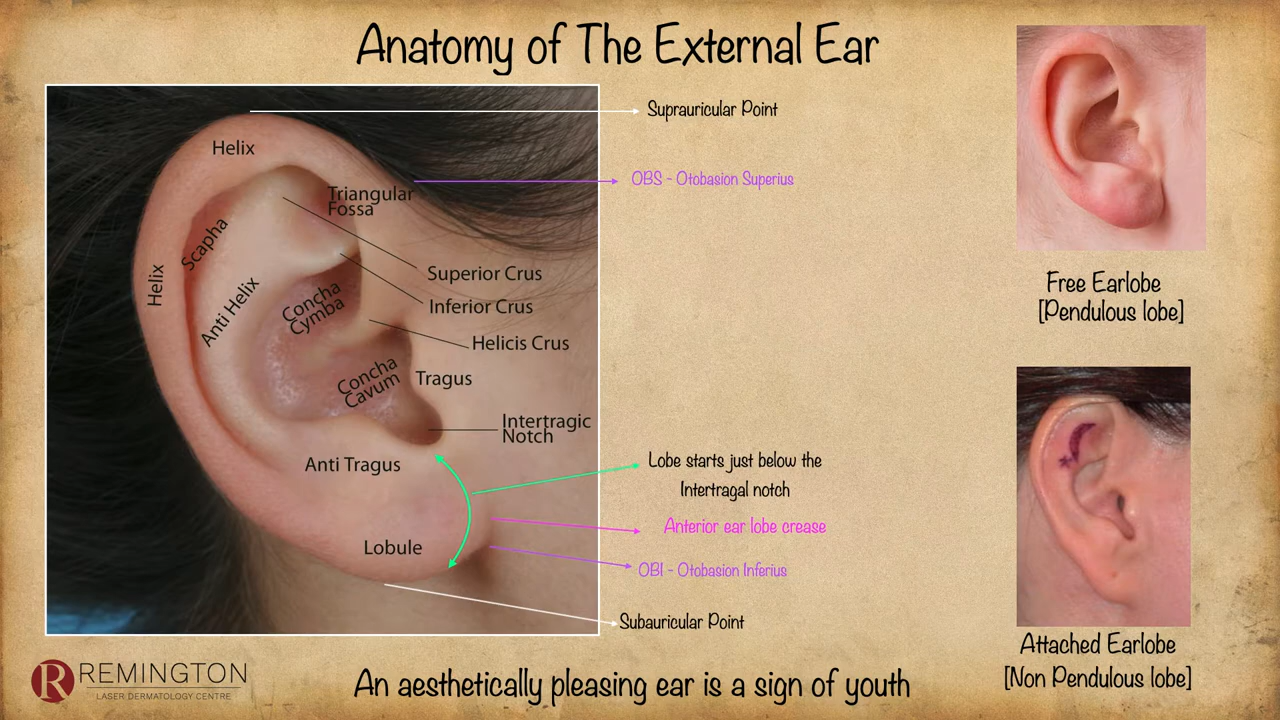 Anatomy of The External Ear
Suprauricular Point
Helix
OBS - Otobasion Superius
Triangular
Fossa
Scapha
Superior Crus
Helix
Anti Helix
Concha
Cymba
Inferior Crus
Helicis Crus
Concha
Cavum
Tragus
Intertragic
Notch
Anti Tragus
Lobe starts just below the
Intertragal notch
Anterior ear lobe crease
Lobule
OBI - Otobasion Inferius
Subauricular Point
Free Earlobe
[Pendulous lobe]
Attached Earlobe
[Non Pendulous lobe]
R REMINGTON
LASER DERMATOLOGY CENTRE
An aesthetically pleasing ear is a sign of youth